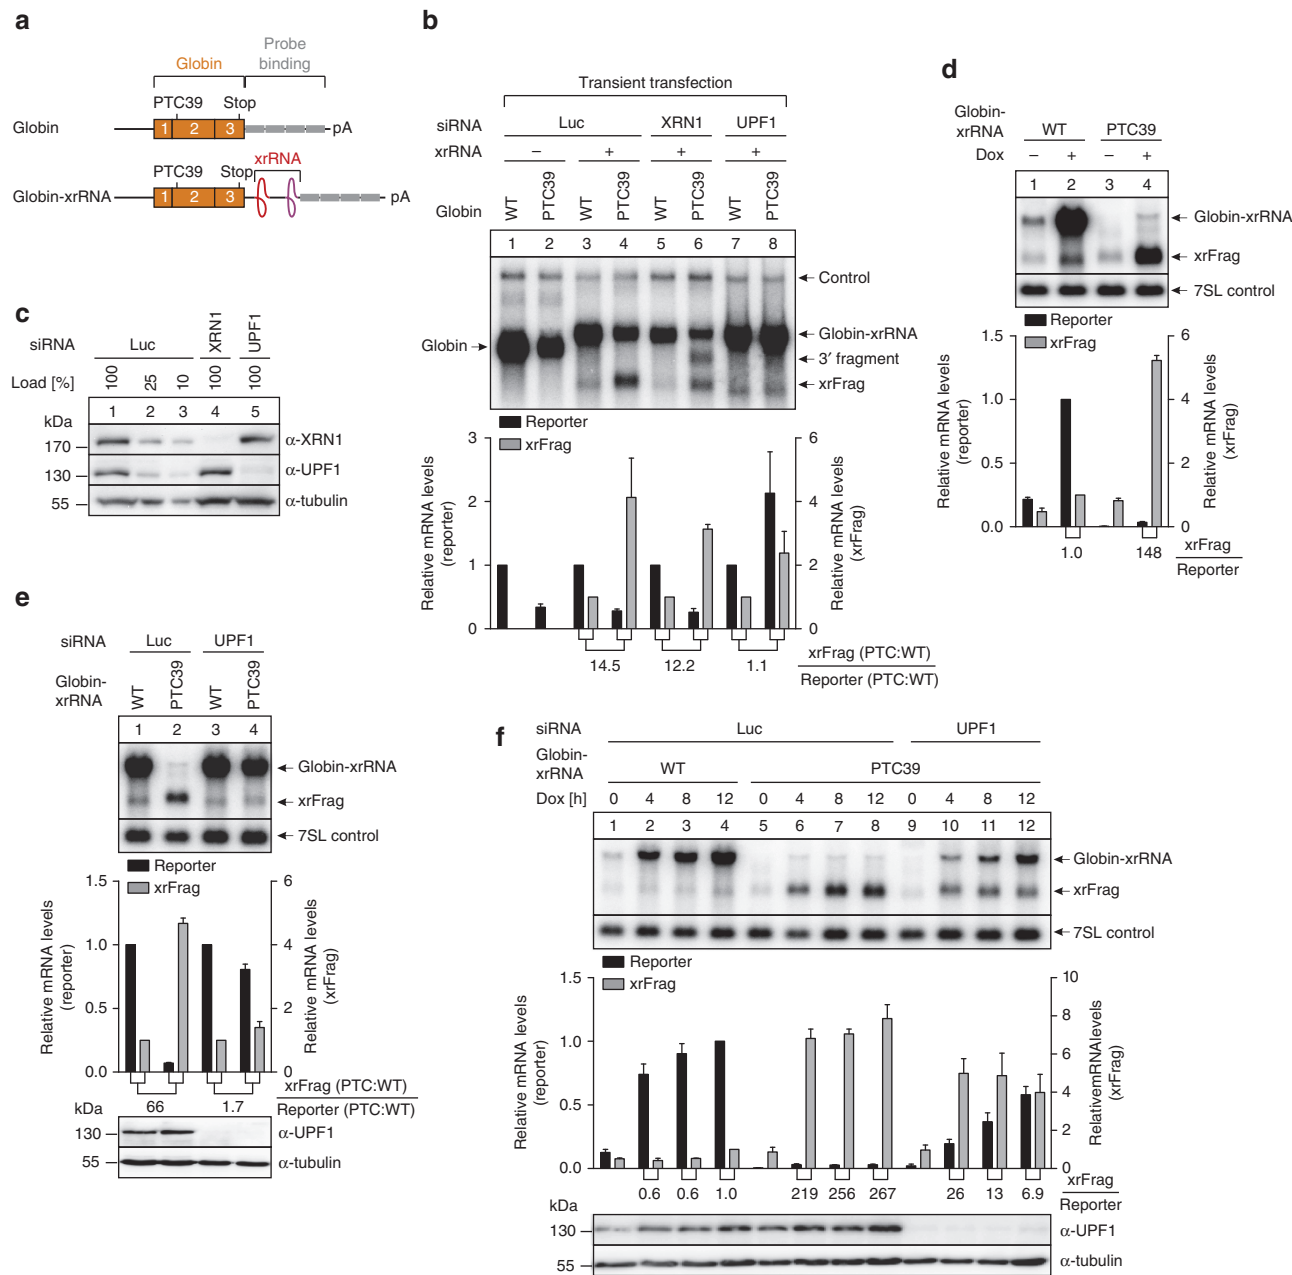 a
Globin
Probe
binding
PTC39
Stop
Globin
1 2 3
pA
PTC39
Stop
xrRNA
Globin-xrRNA
1 2 3
pA
b
Transient transfection
siRNA
Luc
XRN1
UPF1
xrRNA
– + + +
Globin
WT PTC39 WT PTC39 WT PTC39 WT PTC39
1 2 3 4 5 6 7 8
Control
Globin-xrRNA
Globin
3′ fragment
xrFrag
Reporter
xrFrag
Relative mRNA levels
(reporter)
3
2
1
0
6
4
2
0
Relative mRNA levels
(xrFrag)
14.5 12.2 1.1
xrFrag (PTC:WT)
Reporter (PTC:WT)
c
siRNA
Luc
XRN1
UPF1
Load [%]
100 25 10 100 100
kDa
1 2 3 4 5
170
α-XRN1
130
α-UPF1
55
α-tubulin
d
Globin-
xrRNA
WT PTC39
Dox
– + – +
1 2 3 4
Globin-xrRNA
xrFrag
7SL control
Reporter
xrFrag
Relative mRNA levels
(reporter)
1.5
1.0
0.5
0.0
6
4
2
0
Relative mRNA levels
(xrFrag)
1.0 148
xrFrag
Reporter
e
siRNA
Luc UPF1
Globin-
xrRNA
WT PTC39 WT PTC39
1 2 3 4
Globin-xrRNA
xrFrag
7SL control
Reporter
xrFrag
Relative mRNA levels
(reporter)
1.5
1.0
0.5
0.0
6
4
2
0
Relative mRNA levels
(xrFrag)
66 1.7
xrFrag (PTC:WT)
Reporter (PTC:WT)
kDa
130
α-UPF1
55
α-tubulin
f
siRNA
Luc UPF1
Globin-
xrRNA
WT PTC39
Dox [h]
0 4 8 12 0 4 8 12 0 4 8 12
1 2 3 4 5 6 7 8 9 10 11 12
Globin-xrRNA
xrFrag
7SL control
Reporter
xrFrag
Relative mRNA levels
(reporter)
1.5
1.0
0.5
0.0
10
8
6
4
2
0
RelativemRNAlevels
(xrFrag)
0.6 0.6 1.0 219 256 267 26 13 6.9
xrFrag
Reporter
kDa
130
α-UPF1
55
α-tubulin